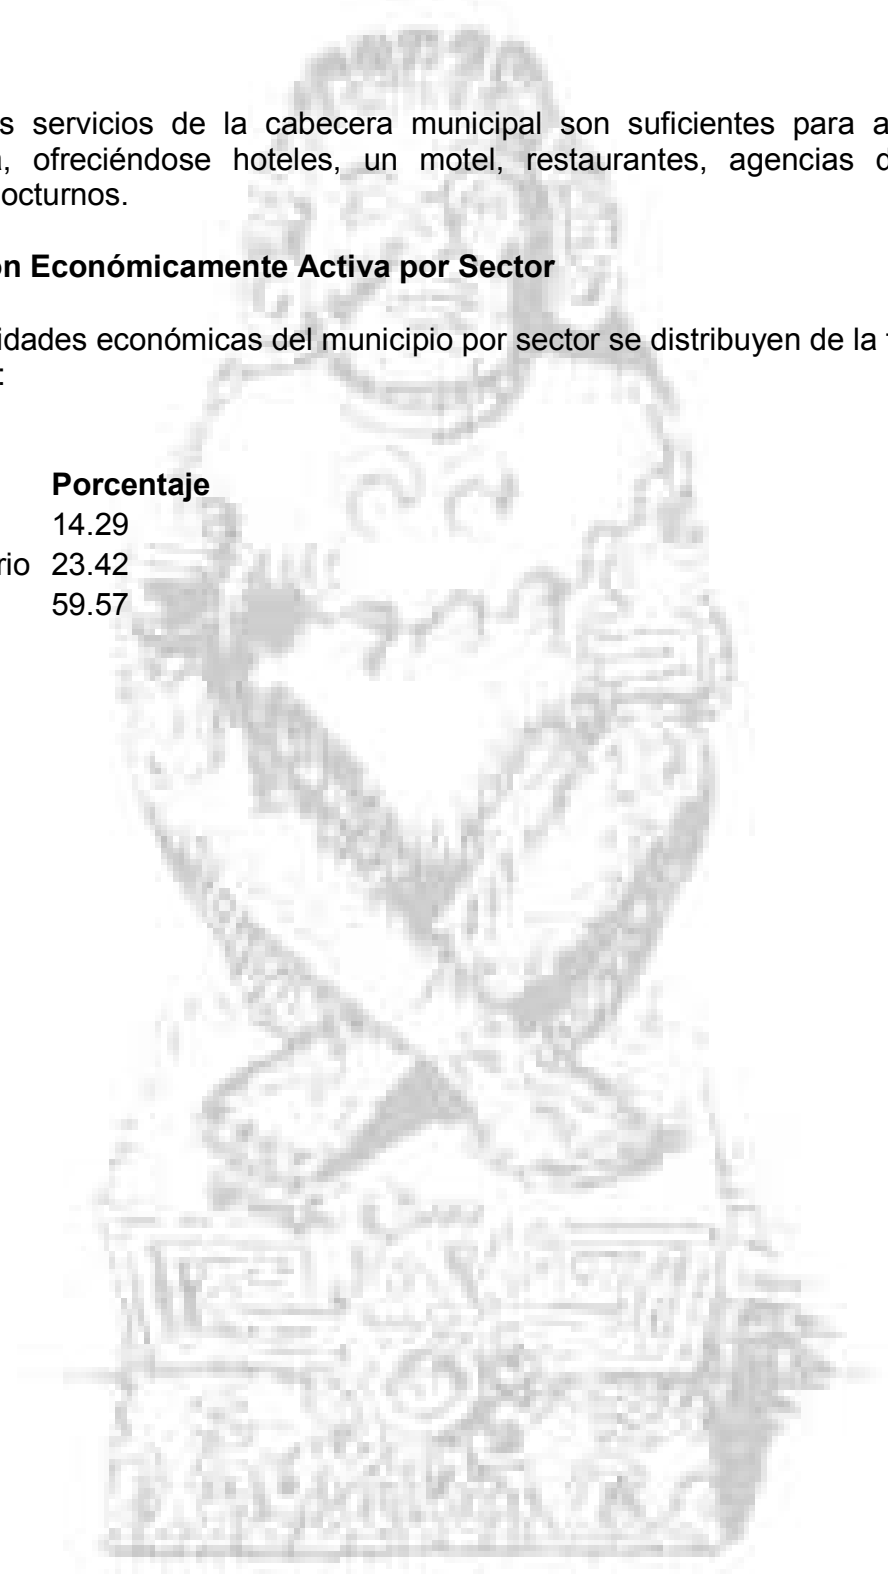 s servicios de la cabecera municipal son suficientes para a
, ofreciéndose hoteles, un motel, restaurantes, agencias d
octurnos.
ón Económicamente Activa por Sector
idades económicas del municipio por sector se distribuyen de la
:
Porcentaje
14.29
rio 23.42
59.57